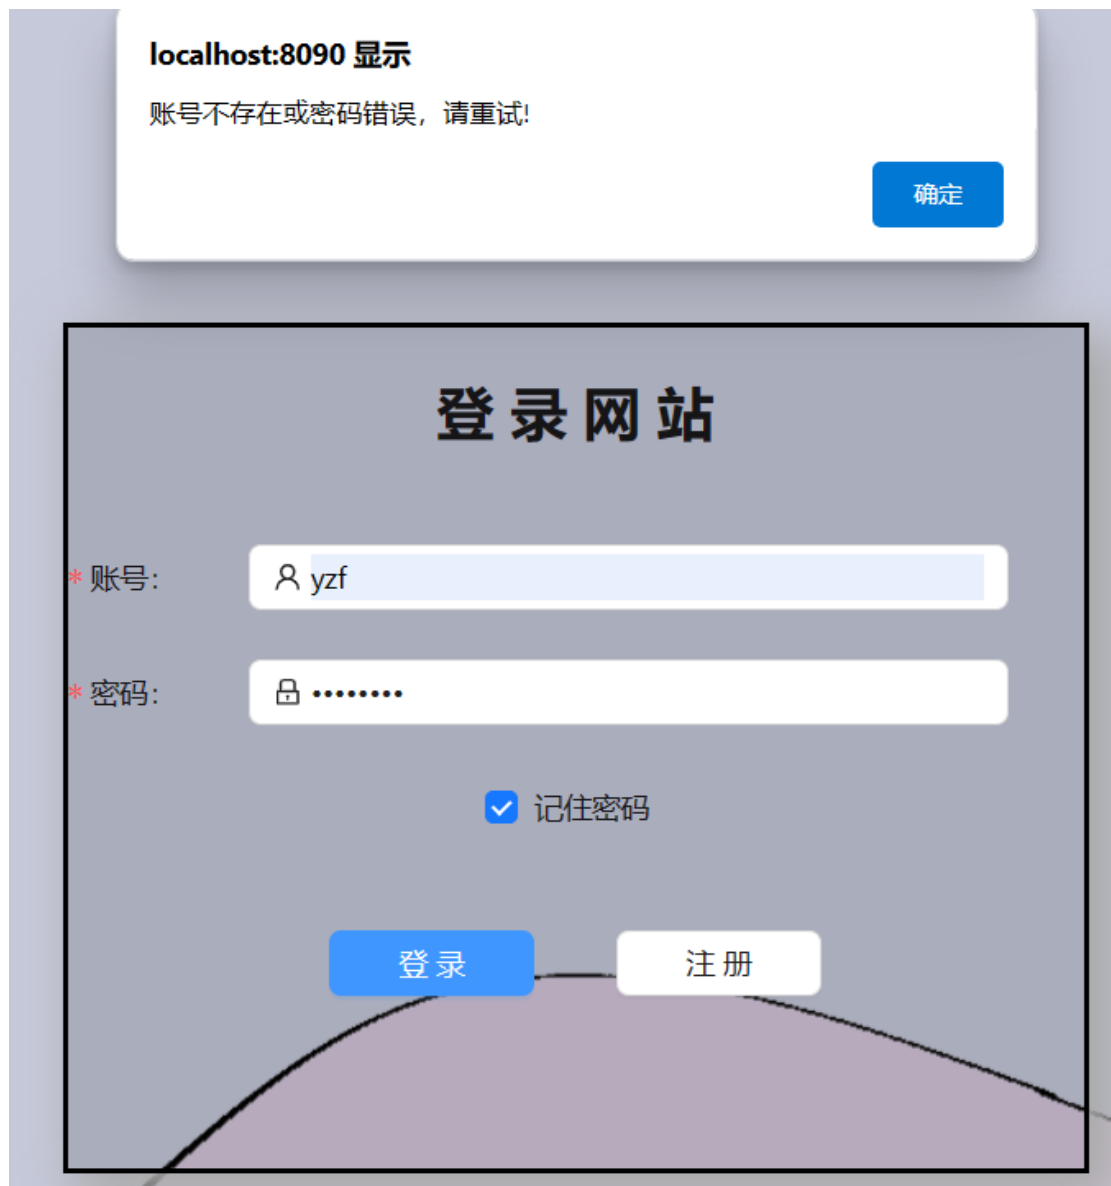 localhost:8090 显示
账号不存在或密码错误，请重试!
确定
登录网站
* 账号：
yzf
* 密码：
••••••••
记住密码
登 录
注 册